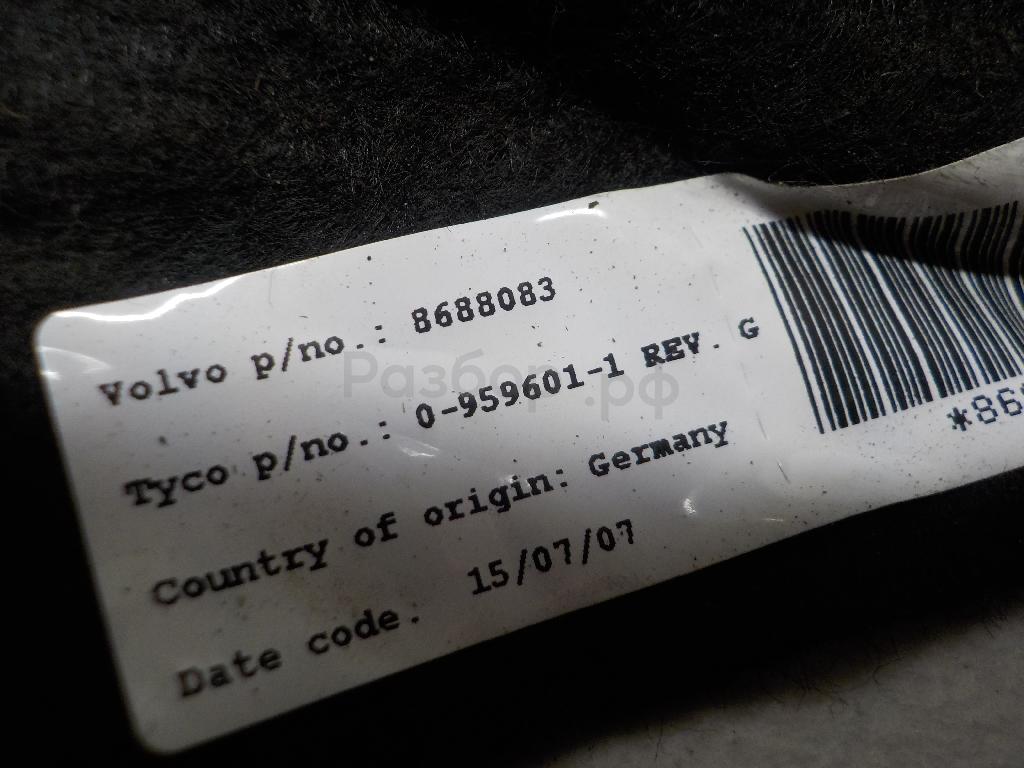 Volvo p/no.: 8688083
Tyco p/no.: 0-959601-1 REV. G
Country of origin: Germany
Date code. 15/07/07
*86
Разбор.рф